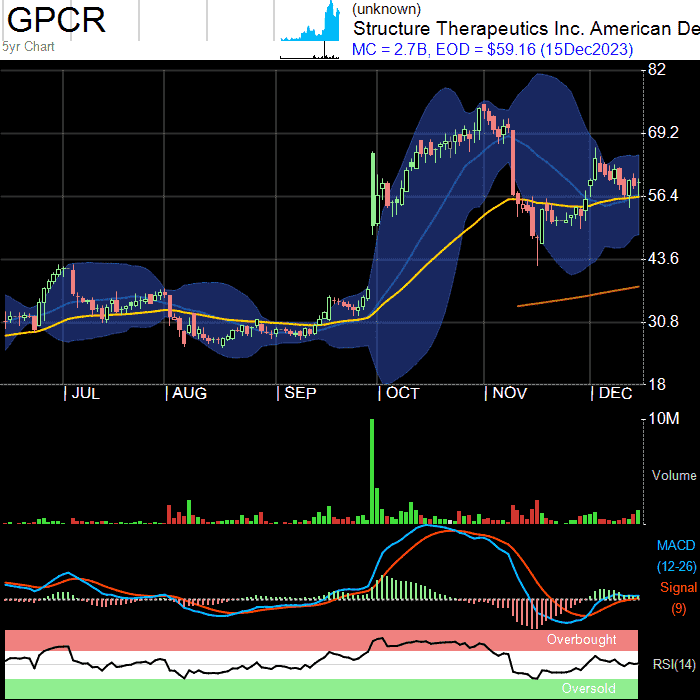 GPCR
5yr Chart
(unknown)
Structure Therapeutics Inc. American De
MC = 2.7B, EOD = $59.16 (15Dec2023)
82
69.2
56.4
43.6
30.8
18
JUL AUG SEP OCT NOV DEC
10M
Volume
MACD
(12-26)
Signal
(9)
Overbought
RSI(14)
Oversold